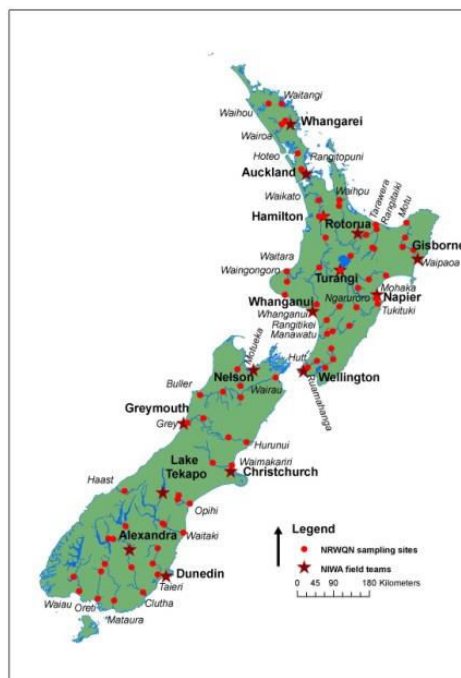 Waitangi
Waihou
Whangarei
Wairoa
Hoteo
Rangitopuni
Auckland
Waikato
Waihou
Tarawera
Rangitaiki
Motu
Hamilton
Rotorua
Gisborne
Waipaoa
Waitara
Waingongoro
Turangi
Mohaka
Ngaruroro
Napier
Whanganui
Tukituki
Whanganui
Rangitikei
Manawatu
Motueka
Hutt
Nelson
Wellington
Ruamahanga
Buller
Wairau
Greymouth
Grey
Hurunui
Lake
Tekapo
Waimakariri
Christchurch
Haast
Opihi
Alexandra
Waitaki
Legend
NRWQN sampling sites
NIWA field teams
Dunedin
Taieri
0 45 90 180 Kilometers
Waiau
Oreti
Clutha
Mataura